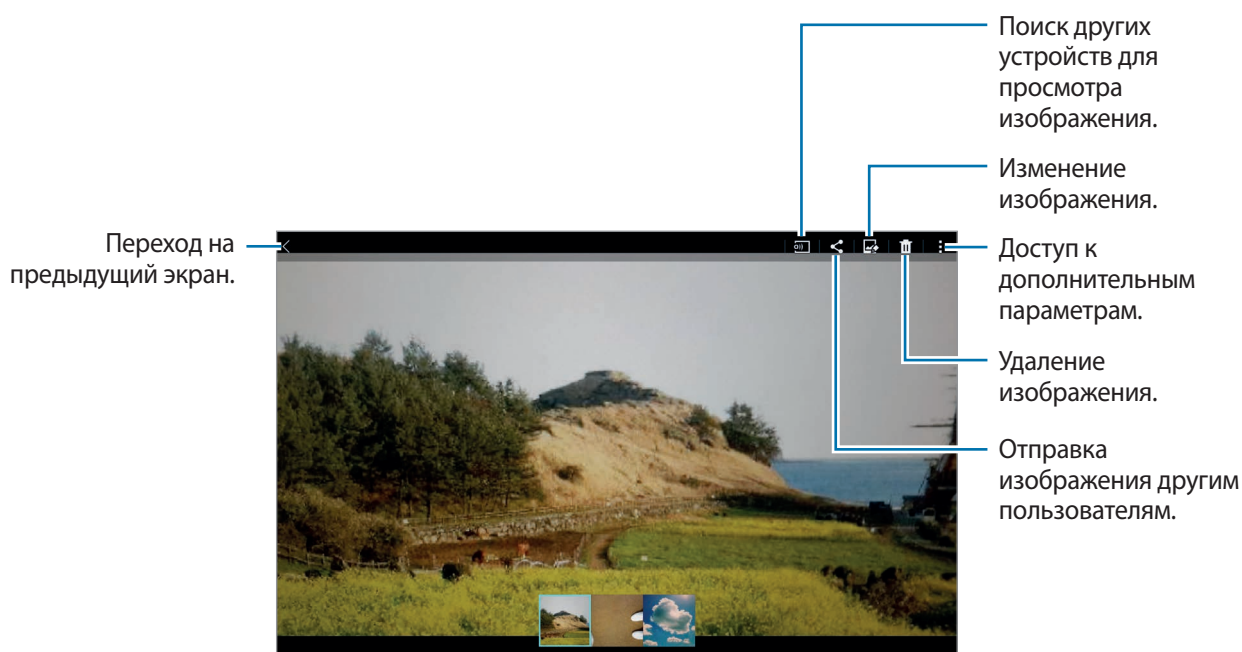 Поиск других
устройств для
просмотра
изображения.
Изменение
изображения.
Переход на
предыдущий экран.
Доступ к
дополнительным
параметрам.
Удаление
изображения.
Отправка
изображения другим
пользователям.